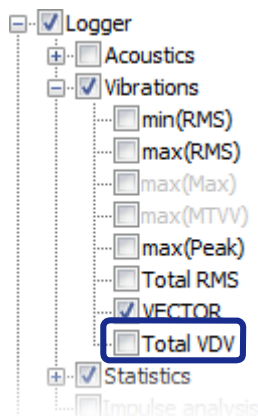 Logger
Acoustics
Vibrations
min(RMS)
max(RMS)
max(Max)
max(MTVV)
max(Peak)
Total RMS
VECTOR
Total VDV
Statistics
Impulse analysis